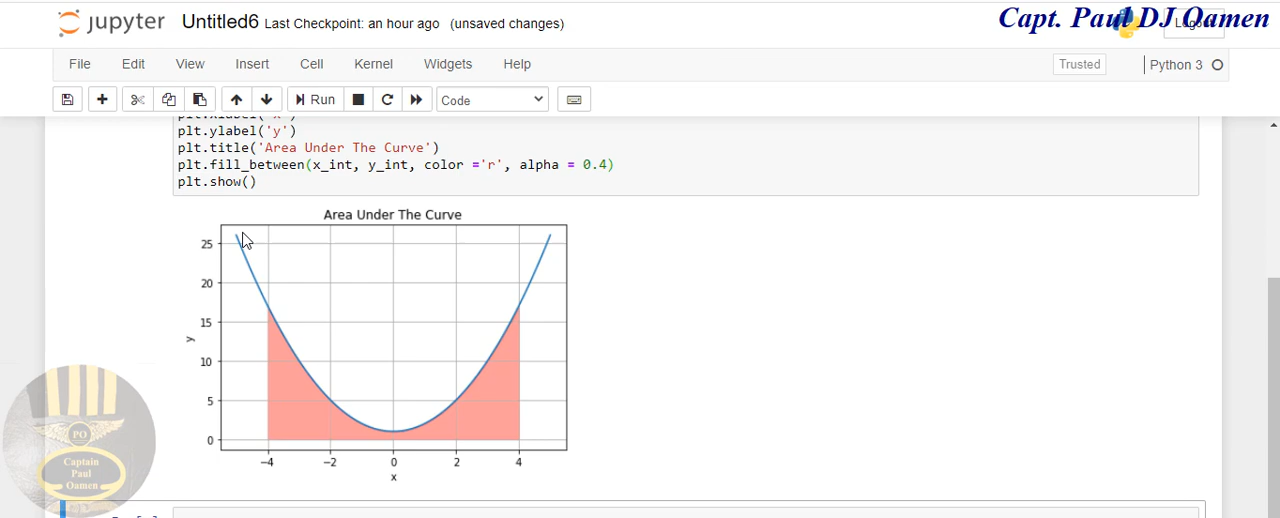 jupyter Untitled6 Last Checkpoint: an hour ago (unsaved changes)
Capt. Paul DJ Oamen
File Edit View Insert Cell Kernel Widgets Help
Trusted Python 3
Run Code
plt.xlabel('x')
plt.ylabel('y')
plt.title('Area Under The Curve')
plt.fill_between(x_int, y_int, color ='r', alpha = 0.4)
plt.show()
Area Under The Curve
25
20
15
10
5
0
y
−4 −2 0 2 4
x
PO
Captain
Paul
Oamen